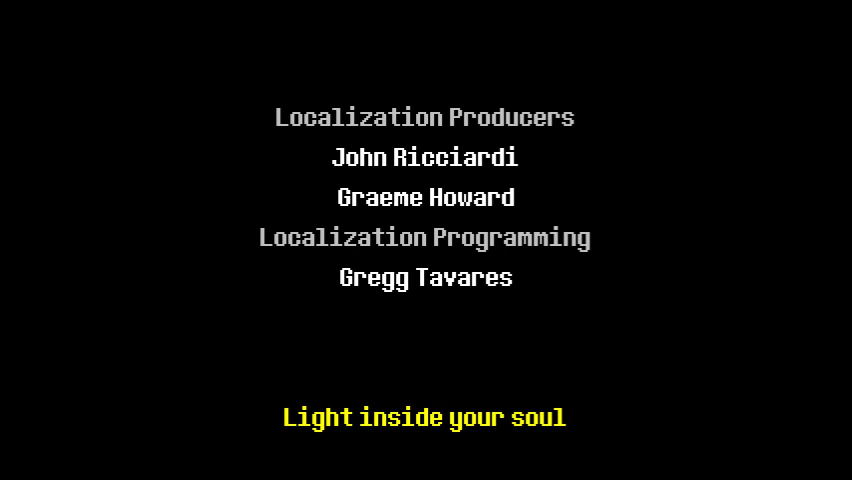 Localization Producers
John Ricciardi
Graeme Howard
Localization Programming
Gregg Tavares
Light inside your soul